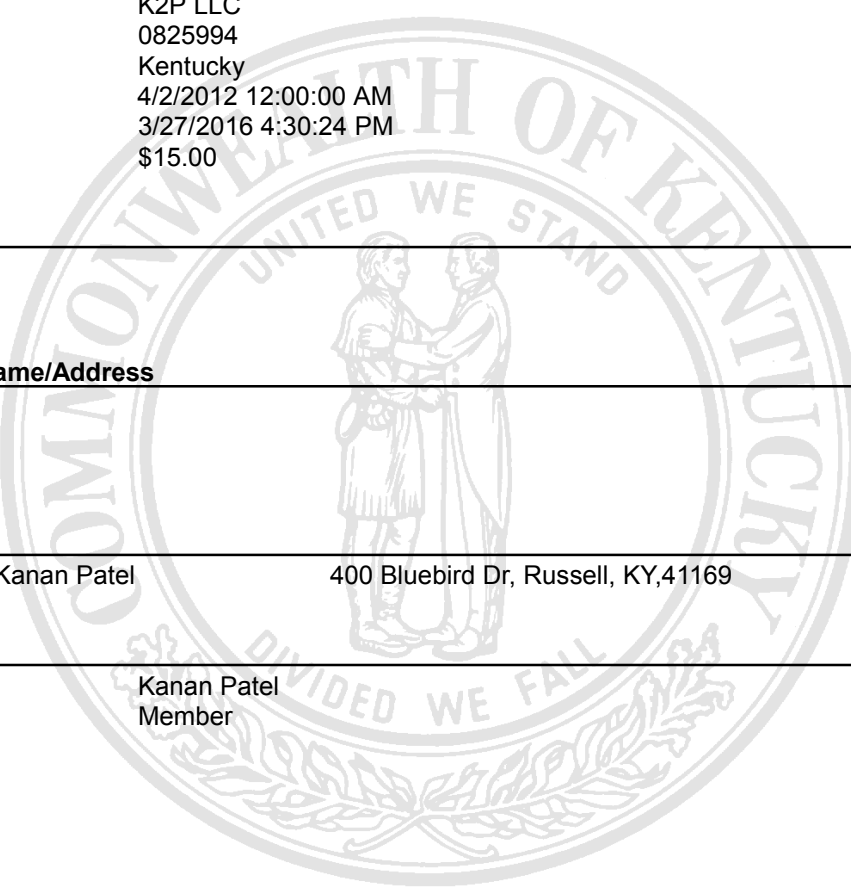 K2P LLC
0825994
Kentucky
4/2/2012 12:00:00 AM
3/27/2016 4:30:24 PM
$15.00
COMMONWEALTH OF KENTUCKY
UNITED WE STAND
ame/Address
Kanan Patel 400 Bluebird Dr, Russell, KY,41169
Kanan Patel
Member
DIVIDED WE FALL